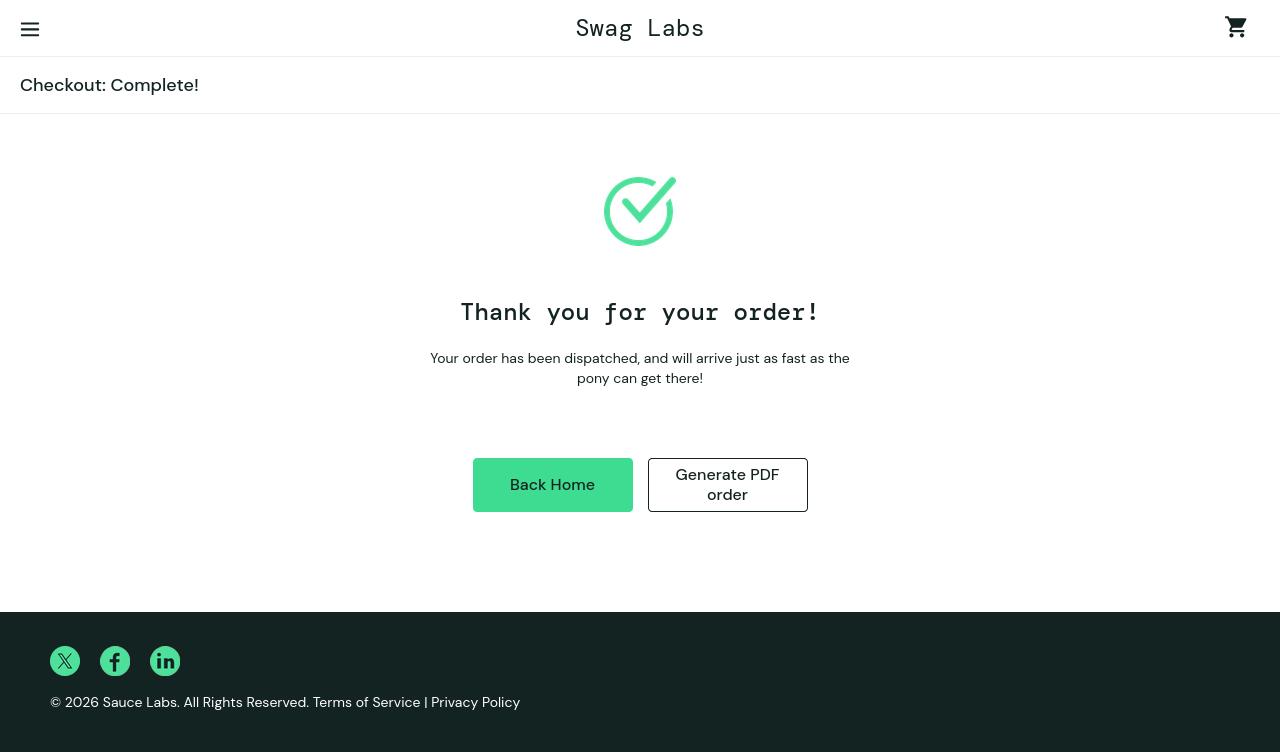 Swag Labs
Checkout: Complete!
Thank you for your order!
Your order has been dispatched, and will arrive just as fast as the
pony can get there!
Back Home
Generate PDF
order
© 2026 Sauce Labs. All Rights Reserved. Terms of Service | Privacy Policy